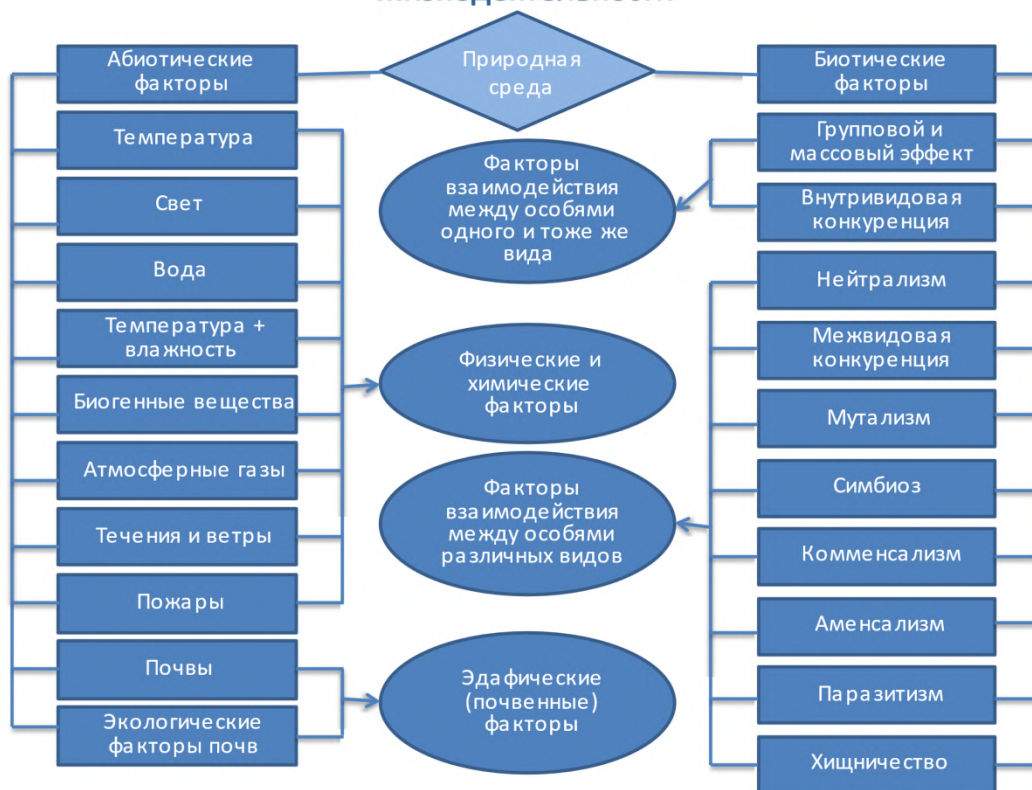 Природная
среда
Абиотические
факторы
Температура
Свет
Вода
Температура +
влажность
Биогенные вещества
Атмосферные газы
Течения и ветры
Пожары
Почвы
Экологические
факторы почв
Факторы
взаимодействия
между особями
одного и тоже же
вида
Физические и
химические
факторы
Факторы
взаимодействия
между особями
различных видов
Эдафические
(почвенные)
факторы
Биотические
факторы
Групповой и
массовый эффект
Внутривидовая
конкуренция
Нейтрализм
Межвидовая
конкуренция
Мутализм
Симбиоз
Комменсализм
Аменсализм
Паразитизм
Хищничество